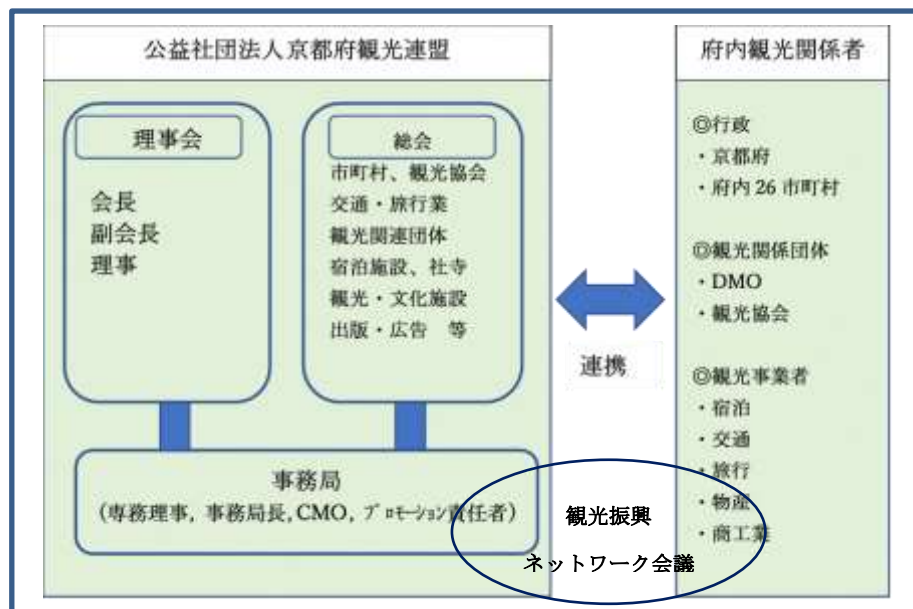 公益社団法人京都府観光連盟
理事会
会長
副会長
理事
総会
市町村、観光協会
交通・旅行業
観光関連団体
宿泊施設、社寺
観光・文化施設
出版・広告 等
事務局
(専務理事, 事務局長, CMO, プロモーション責任者)
連携
府内観光関係者
◎行政
・京都府
・府内26市町村
◎観光関係団体
・DMO
・観光協会
◎観光事業者
・宿泊
・交通
・旅行
・物産
・商工業
観光振興
ネットワーク会議